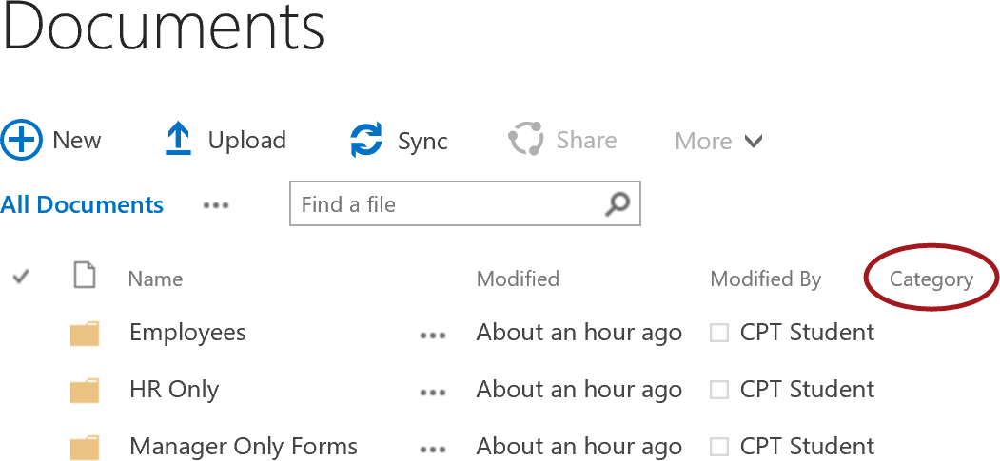 Documents
New Upload Sync Share More
All Documents ••• Find a file
Name Modified Modified By Category
Employees ••• About an hour ago CPT Student
HR Only ••• About an hour ago CPT Student
Manager Only Forms ••• About an hour ago CPT Student